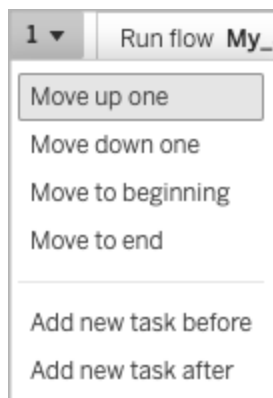 1 Run flow My_
Move up one
Move down one
Move to beginning
Move to end
Add new task before
Add new task after